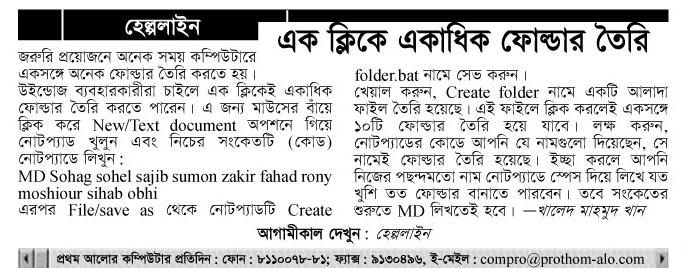 হেল্পলাইন
এক ক্লিকে একাধিক ফোল্ডার তৈরি
জরুরি প্রয়োজনে অনেক সময় কম্পিউটারে
একসঙ্গে অনেক ফোল্ডার তৈরি করতে হয়।
উইন্ডোজ ব্যবহারকারীরা চাইলে এক ক্লিকেই একাধিক
ফোল্ডার তৈরি করতে পারেন। এ জন্য মাউসের বাঁয়ে
ক্লিক করে New/Text document অপশনে গিয়ে
নোটপ্যাড খুলুন এবং নিচের সংকেতটি (কোড)
নোটপ্যাডে লিখুন :
MD Sohag sohel sajib sumon zakir fahad rony
moshiour sihab obhi
এরপর File/save as থেকে নোটপ্যাডটি Create
folder.bat নামে সেভ করুন।
খেয়াল করুন, Create folder নামে একটি আলাদা
ফাইল তৈরি হয়েছে। এই ফাইলে ক্লিক করলেই একসঙ্গে
১০টি ফোল্ডার তৈরি হয়ে যাবে। লক্ষ করুন,
নোটপ্যাডের কোডে আপনি যে নামগুলো দিয়েছেন, সে
নামেই ফোল্ডার তৈরি হয়েছে। ইচ্ছা করলে আপনি
নিজের পছন্দমতো নাম নোটপ্যাডে স্পেস দিয়ে লিখে যত
খুশি তত ফোল্ডার বানাতে পারবেন। তবে সংকেতের
শুরুতে MD লিখতেই হবে। —খালেদ মাহমুদ খান
আগামীকাল দেখুন : হেল্পলাইন
প্রথম আলোর কম্পিউটার প্রতিদিন : ফোন : ৮১১০০৭৮-৮১; ফ্যাক্স : ৯১৩০৪৯৬, ই-মেইল : compro@prothom-alo.com